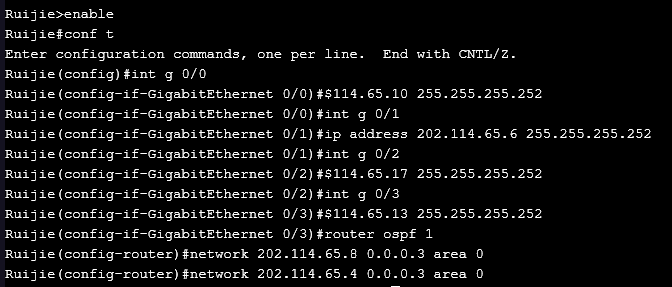 Ruijie>enable
Ruijie#conf t
Enter configuration commands, one per line.  End with CNTL/Z.
Ruijie(config)#int g 0/0
Ruijie(config-if-GigabitEthernet 0/0)#$114.65.10 255.255.255.252
Ruijie(config-if-GigabitEthernet 0/0)#int g 0/1
Ruijie(config-if-GigabitEthernet 0/1)#ip address 202.114.65.6 255.255.255.252
Ruijie(config-if-GigabitEthernet 0/1)#int g 0/2
Ruijie(config-if-GigabitEthernet 0/2)#$114.65.17 255.255.255.252
Ruijie(config-if-GigabitEthernet 0/2)#int g 0/3
Ruijie(config-if-GigabitEthernet 0/3)#$114.65.13 255.255.255.252
Ruijie(config-if-GigabitEthernet 0/3)#router ospf 1
Ruijie(config-router)#network 202.114.65.8 0.0.0.3 area 0
Ruijie(config-router)#network 202.114.65.4 0.0.0.3 area 0